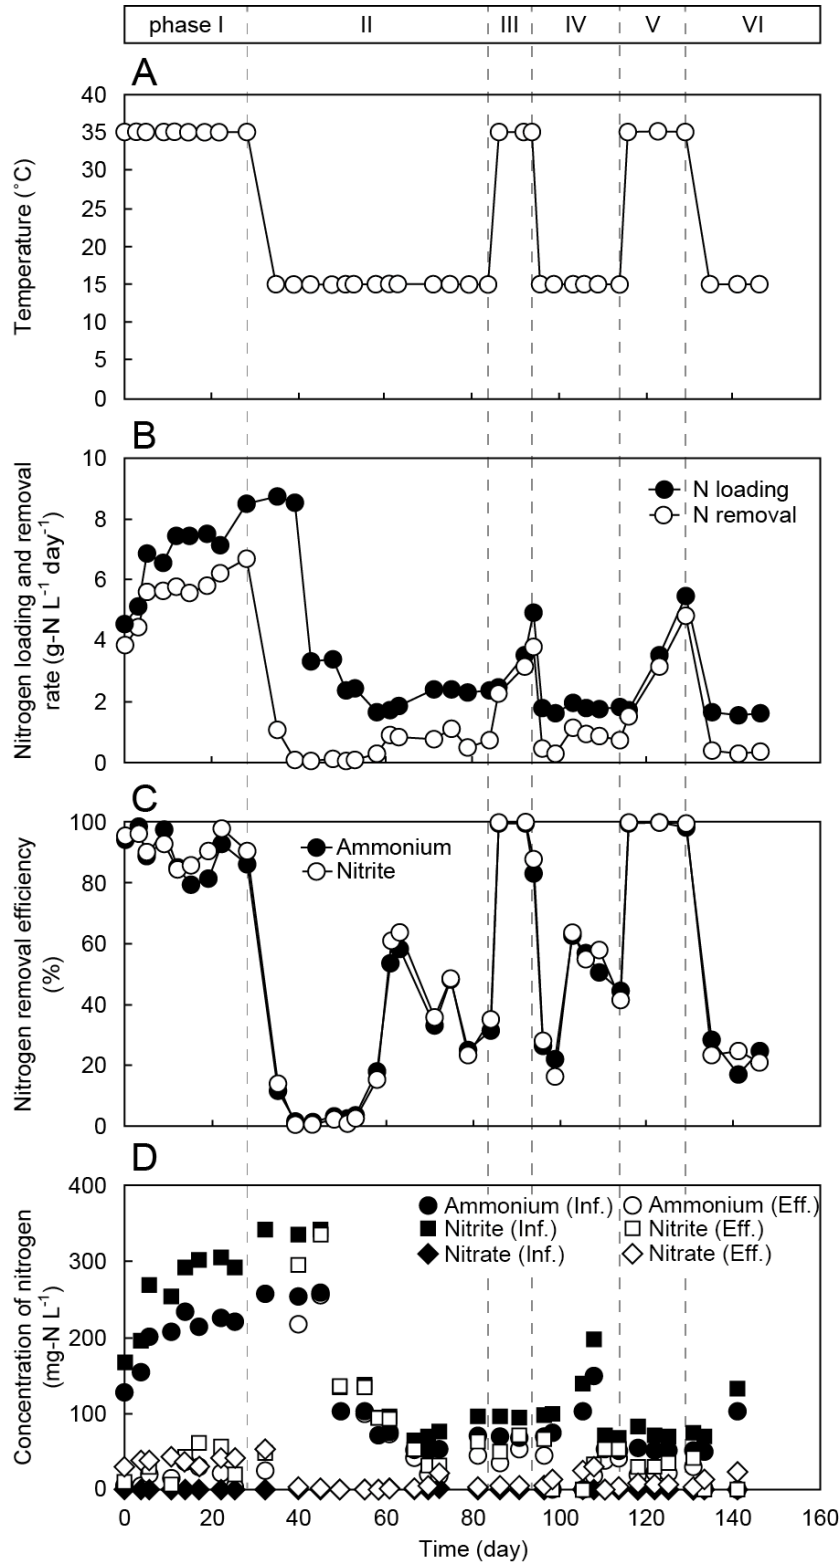 phase I II III IV V VI
A
Temperature (˚C)
40
35
30
25
20
15
10
5
0
B
Nitrogen loading and removal
rate (g-N L⁻¹ day⁻¹)
10
8
6
4
2
0
N loading
N removal
C
Nitrogen removal efficiency
(%)
100
80
60
40
20
0
Ammonium
Nitrite
D
Concentration of nitrogen
(mg-N L⁻¹)
400
300
200
100
0
Ammonium (Inf.) Ammonium (Eff.)
Nitrite (Inf.) Nitrite (Eff.)
Nitrate (Inf.) Nitrate (Eff.)
0 20 40 60 80 100 120 140 160
Time (day)